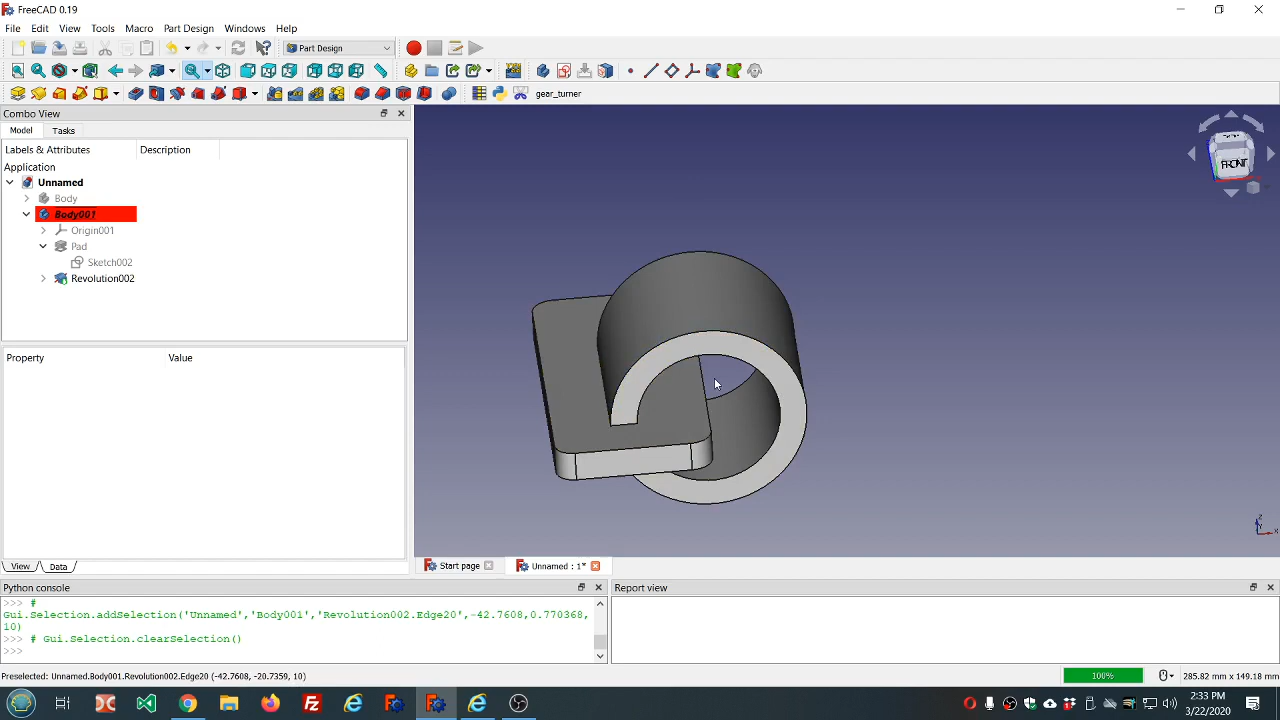 FreeCAD 0.19
File Edit View Tools Macro Part Design Windows Help
Part Design
gear_turner
Combo View
Model Tasks
Labels & Attributes Description
Application
Unnamed
Body
Body001
Origin001
Pad
Sketch002
Revolution002
Property Value
View Data
FRONT
Z
X
Start page
Unnamed : 1*
Python console
>>> #
Gui.Selection.addSelection('Unnamed','Body001','Revolution002.Edge20',-42.7608,0.770368,
10)
>>> # Gui.Selection.clearSelection()
>>>
Report view
Preselected: Unnamed.Body001.Revolution002.Edge20 (-42.7608, -20.7359, 10)
100%
285.82 mm x 149.18 mm
2:33 PM
3/22/2020